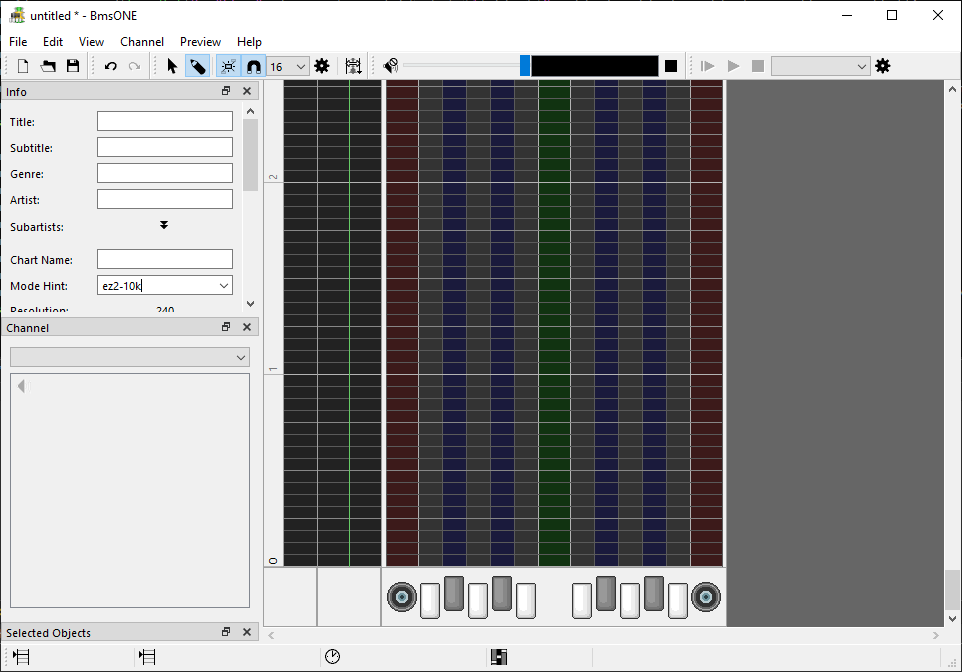 untitled * - BmsONE
File Edit View Channel Preview Help
16
Info
Title:
Subtitle:
Genre:
Artist:
Subartists:
Chart Name:
Mode Hint: ez2-10k
Resolution: 240
Channel
Selected Objects
2
1
0